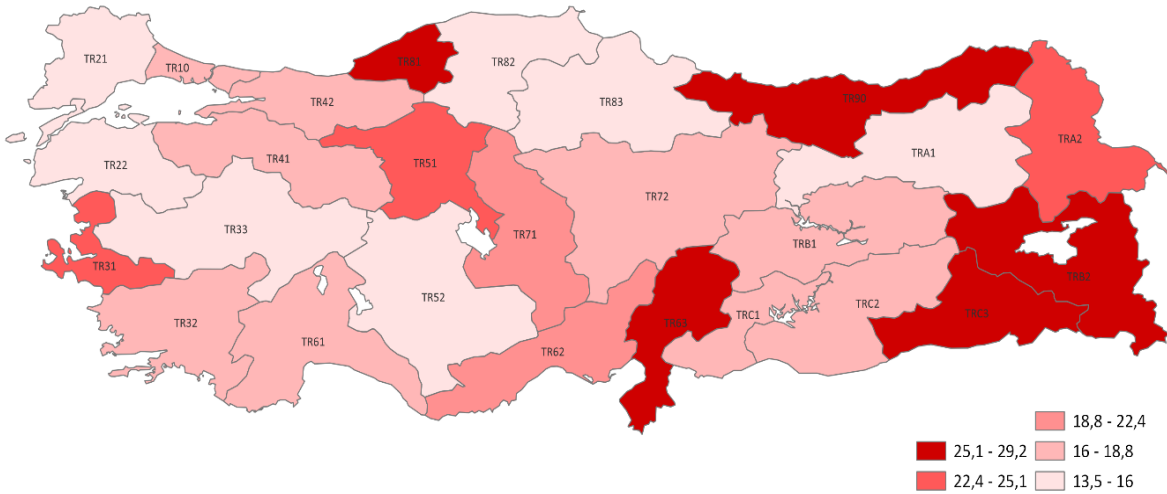 TR21
TR10
TR81
TR82
TR42
TR83
TR90
TR22
TR41
TR51
TRA1
TRA2
TR33
TR71
TR72
TRB1
TRB2
TR31
TR32
TR61
TR52
TR62
TR63
TRC1
TRC2
TRC3
18,8 - 22,4
25,1 - 29,2
16 - 18,8
22,4 - 25,1
13,5 - 16